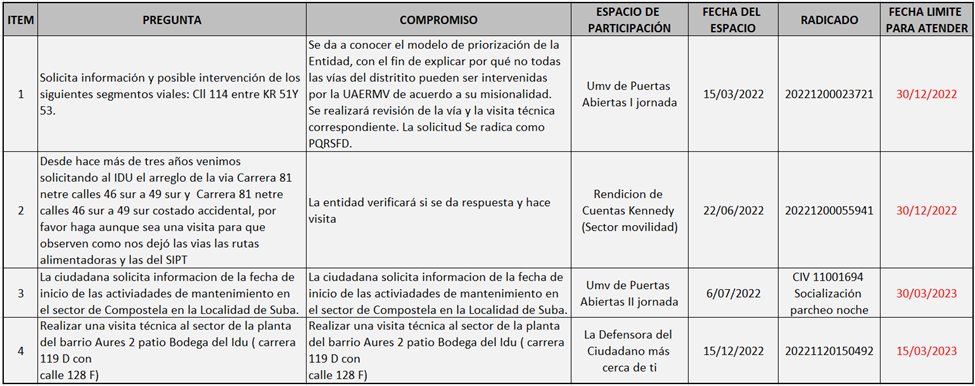 ITEM
PREGUNTA
COMPROMISO
ESPACIO DE
PARTICIPACIÓN
FECHA DEL
ESPACIO
RADICADO
FECHA LIMITE
PARA ATENDER
1
Solicita información y posible intervención de los
siguientes segmentos viales: Cll 114 entre KR 51Y
53.
Se da a conocer el modelo de priorización de la
Entidad, con el fin de explicar por qué no todas
las vías del distritito pueden ser intervenidas
por la UAERMV de acuerdo a su misionalidad.
Se realizará revisión de la vía y la visita técnica
correspondiente. La solicitud Se radica como
PQRSFD.
Umv de Puertas
Abiertas I jornada
15/03/2022
20221200023721
30/12/2022
2
Desde hace más de tres años venimos
solicitando al IDU el arreglo de la via Carrera 81
netre calles 46 sur a 49 sur y  Carrera 81 netre
calles 46 sur a 49 sur costado accidental, por
favor haga aunque sea una visita para que
observen como nos dejó las vias las rutas
alimentadoras y las del SIPT
La entidad verificará si se da respuesta y hace
visita
Rendicion de
Cuentas Kennedy
(Sector movilidad)
22/06/2022
20221200055941
30/12/2022
3
La ciudadana solicita informacion de la fecha de
inicio de las activiadades de mantenimiento en
el sector de Compostela en la Localidad de Suba.
La ciudadana solicita informacion de la fecha de
inicio de las activiadades de mantenimiento en
el sector de Compostela en la Localidad de Suba.
Umv de Puertas
Abiertas II jornada
6/07/2022
CIV 11001694
Socialización
parcheo noche
30/03/2023
4
Realizar una visita técnica al sector de la planta
del barrio Aures 2 patio Bodega del Idu ( carrera
119 D con
calle 128 F)
Realizar una visita técnica al sector de la planta
del barrio Aures 2 patio Bodega del Idu ( carrera
119 D con
calle 128 F)
La Defensora del
Ciudadano más
cerca de ti
15/12/2022
20221120150492
15/03/2023